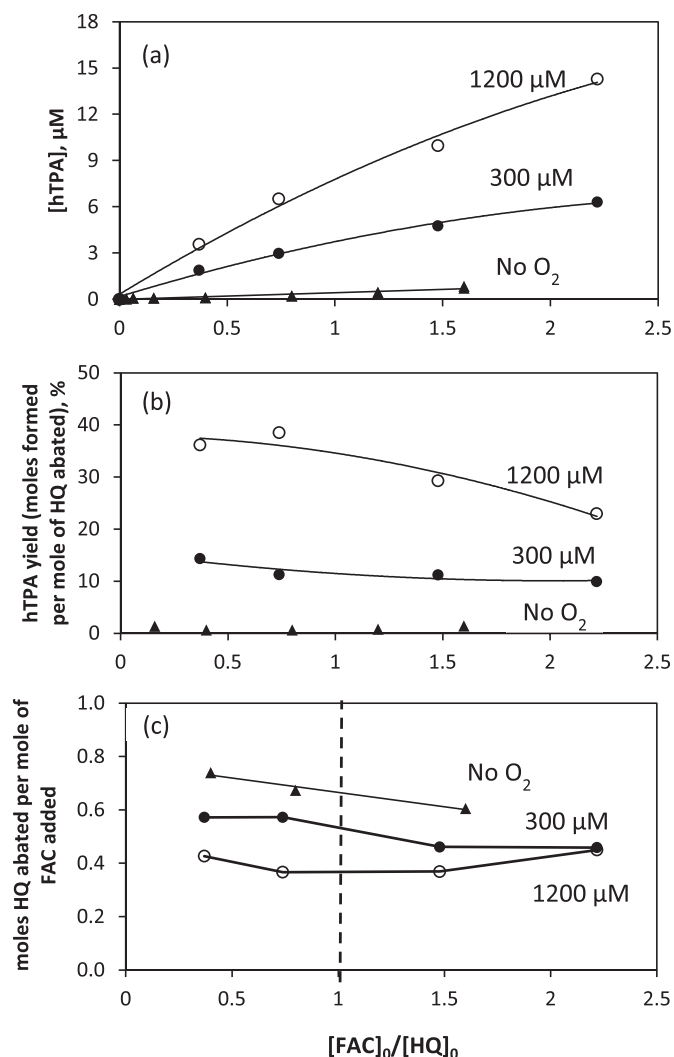 (a)
[hTPA], μM
18
15
12
9
6
3
0
1200 μM
300 μM
No O₂
0 0.5 1 1.5 2 2.5
(b)
hTPA yield (moles formed
per mole of HQ abated), %
50
40
30
20
10
0
1200 μM
300 μM
No O₂
0 0.5 1 1.5 2 2.5
(c)
moles HQ abated per mole of
FAC added
1.0
0.8
0.6
0.4
0.2
0.0
No O₂
300 μM
1200 μM
0 0.5 1 1.5 2 2.5
[FAC]₀/[HQ]₀